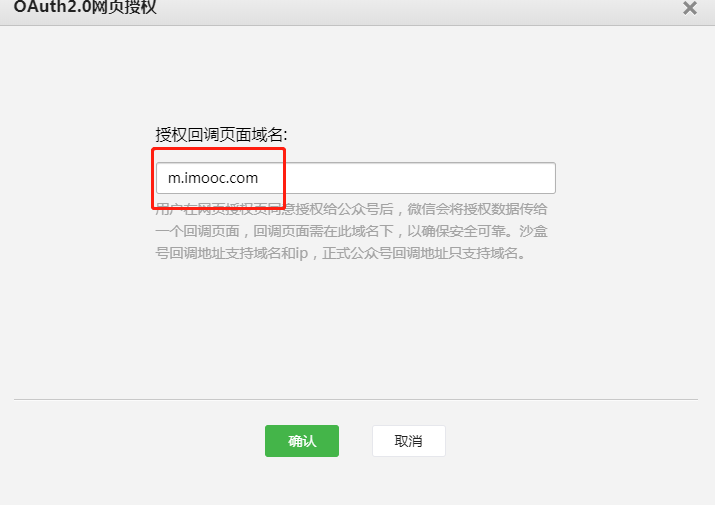 OAuth2.0网页授权
授权回调页面域名:
m.imooc.com
用户在网页授权页同意授权给公众号后，微信会将授权数据传给
一个回调页面，回调页面需在此域名下，以确保安全可靠。沙盒
号回调地址支持域名和ip，正式公众号回调地址只支持域名。
确认
取消